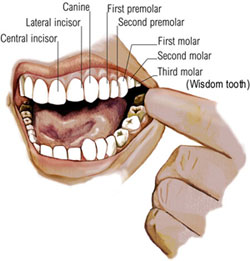 Canine
First premolar
Lateral incisor
Second premolar
Central incisor
First molar
Second molar
Third molar
(Wisdom tooth)